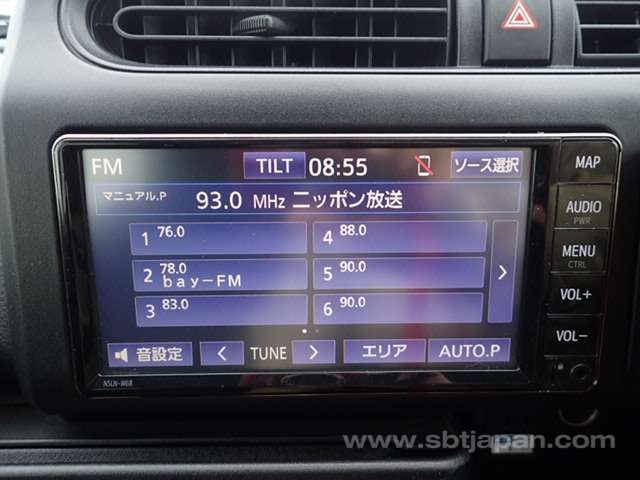 FM TILT 08:55 ソース選択 MAP
マニュアル.P 93.0 MHz ニッポン放送
AUDIO
PWR
1 76.0 4 88.0
MENU
CTRL
2 78.0 bay-FM 5 90.0 >
VOL+
3 83.0 6 90.0
VOL-
音設定 < TUNE > エリア AUTO.P
NSLN-W68
www.sbtjapan.com